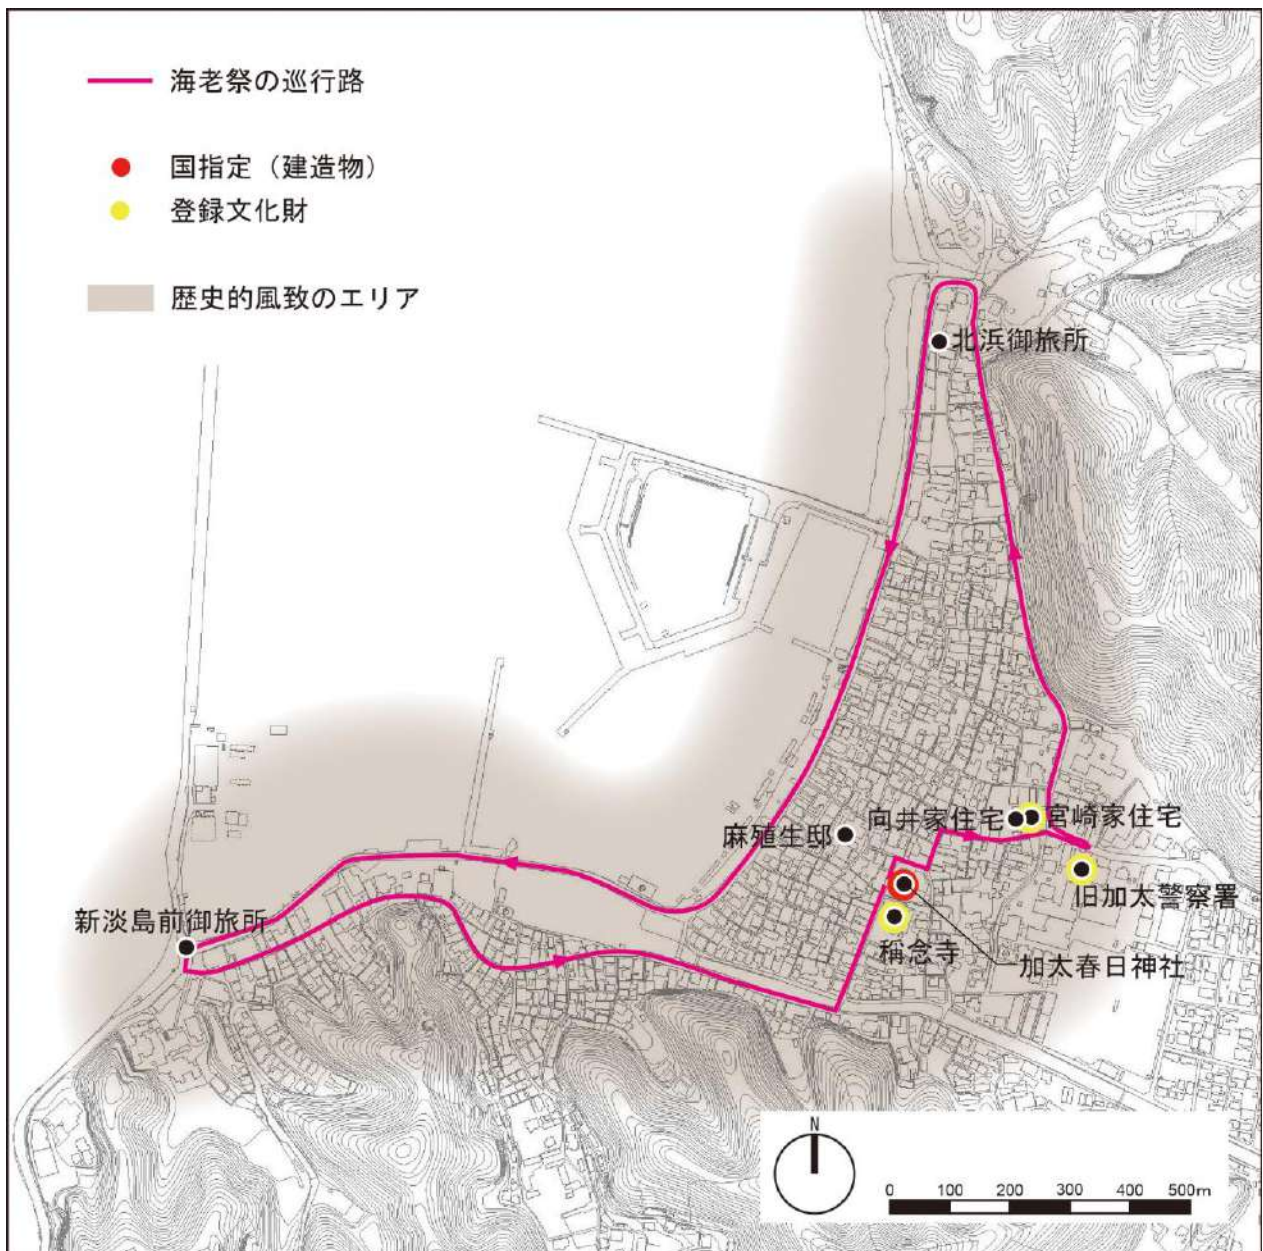 海老祭の巡行路
国指定（建造物）
登録文化財
歴史的風致のエリア
北浜御旅所
向井家住宅
宮崎家住宅
麻殖生邸
旧加太警察署
新淡島前御旅所
稱念寺
加太春日神社
N
0 100 200 300 400 500m